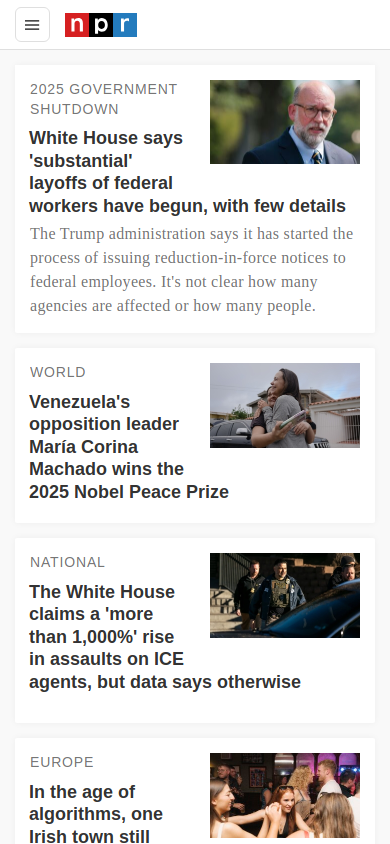 npr
2025 GOVERNMENT
SHUTDOWN
White House says
'substantial'
layoffs of federal
workers have begun, with few details
The Trump administration says it has started the
process of issuing reduction-in-force notices to
federal employees. It's not clear how many
agencies are affected or how many people.
WORLD
Venezuela's
opposition leader
María Corina
Machado wins the
2025 Nobel Peace Prize
NATIONAL
The White House
claims a 'more
than 1,000%' rise
in assaults on ICE
agents, but data says otherwise
EUROPE
In the age of
algorithms, one
Irish town still